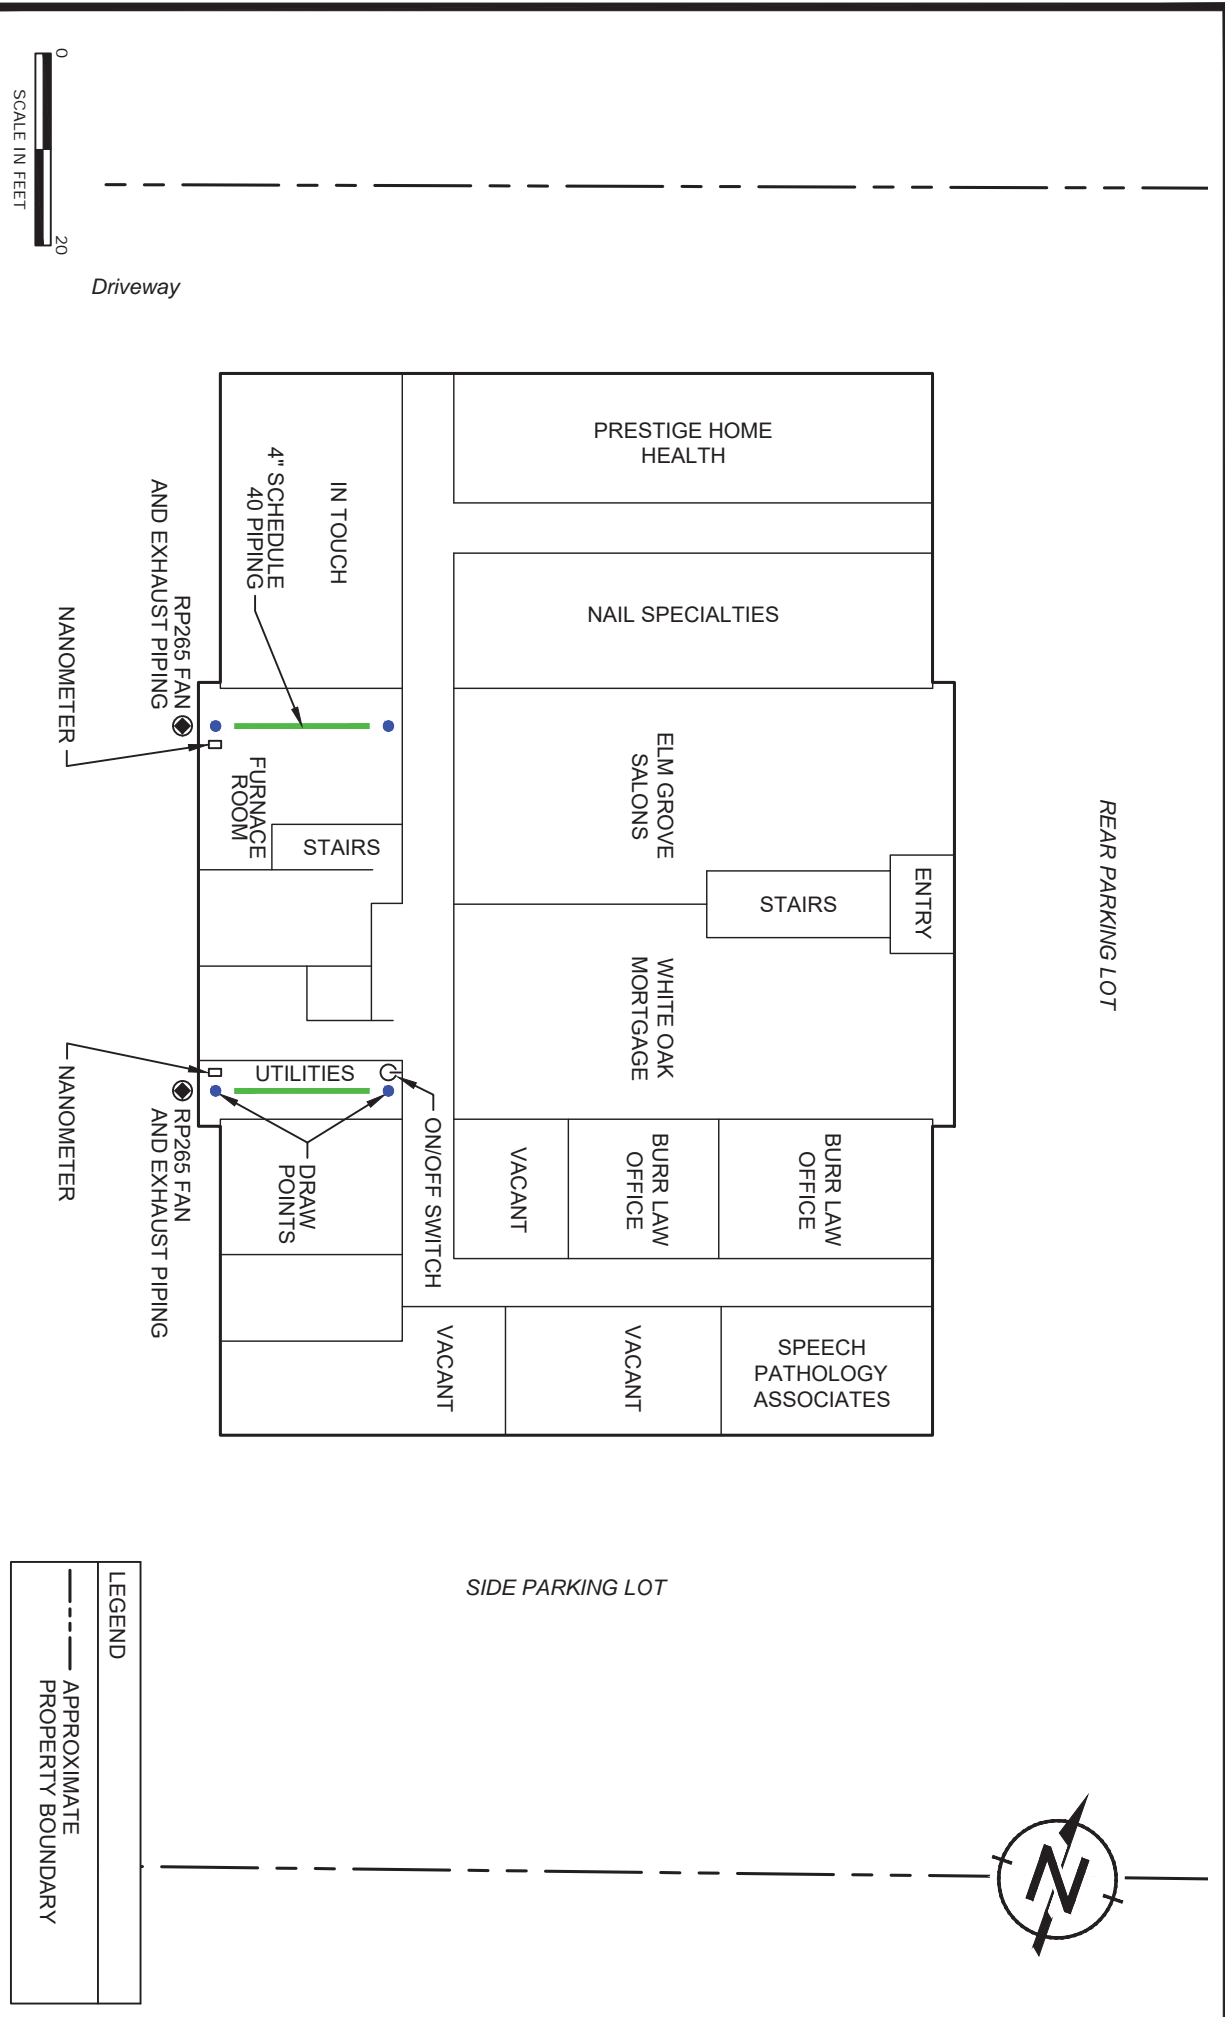 0
20
SCALE IN FEET
Driveway
PRESTIGE HOME
HEALTH
IN TOUCH
4" SCHEDULE
40 PIPING
RP265 FAN
AND EXHAUST PIPING
NANOMETER
NAIL SPECIALTIES
FURNACE
ROOM
STAIRS
ELM GROVE
SALONS
STAIRS
ENTRY
REAR PARKING LOT
WHITE OAK
MORTGAGE
UTILITIES
NANOMETER
RP265 FAN
AND EXHAUST PIPING
DRAW
POINTS
ON/OFF SWITCH
VACANT
BURR LAW
OFFICE
BURR LAW
OFFICE
VACANT
VACANT
SPEECH
PATHOLOGY
ASSOCIATES
SIDE PARKING LOT
LEGEND
APPROXIMATE
PROPERTY BOUNDARY
N